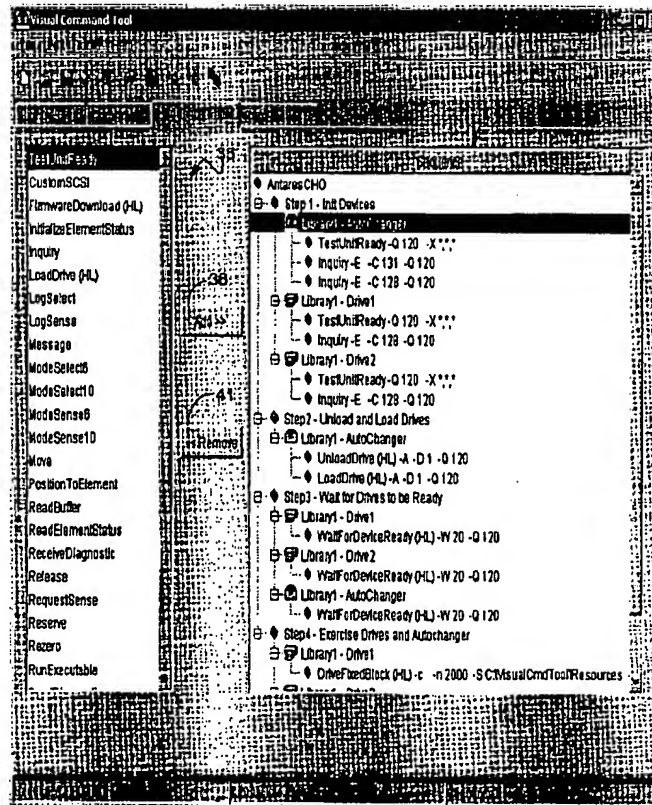 Visual Command Tool
TestUnitReady
CustomSCSI
FirmwareDownload (HL)
InitializeElementStatus
Inquiry
LoadDrive (HL)
LogSelect
LogSense
Message
ModeSelect6
ModeSelect10
ModeSense6
ModeSense10
Move
PositionToElement
ReadBuffer
ReadElementStatus
ReceiveDiagnostic
Release
RequestSense
Reserve
Rezero
RunExecutable
38
Add >>
41
Remove
Antares CHO
Step 1 - Init Devices
Library1 - AutoChanger
TestUnitReady -Q 120 -X *,*,*
Inquiry -E -C 131 -Q 120
Inquiry -E -C 128 -Q 120
Library1 - Drive1
TestUnitReady -Q 120 -X *,*,*
Inquiry -E -C 128 -Q 120
Library1 - Drive2
TestUnitReady -Q 120 -X *,*,*
Inquiry -E -C 128 -Q 120
Step2 - Unload and Load Drives
Library1 - AutoChanger
UnloadDrive (HL) -A -D 1 -Q 120
LoadDrive (HL) -A -D 1 -Q 120
Step3 - Wait for Drives to be Ready
Library1 - Drive1
WaitForDeviceReady (HL) -W 20 -Q 120
Library1 - Drive2
WaitForDeviceReady (HL) -W 20 -Q 120
Library1 - AutoChanger
WaitForDeviceReady (HL) -W 20 -Q 120
Step4 - Exercise Drives and Autochanger
Library1 - Drive1
DriveFixedBlock (HL) -c -n 2000 -S C:\VisualCmdTool\Resources